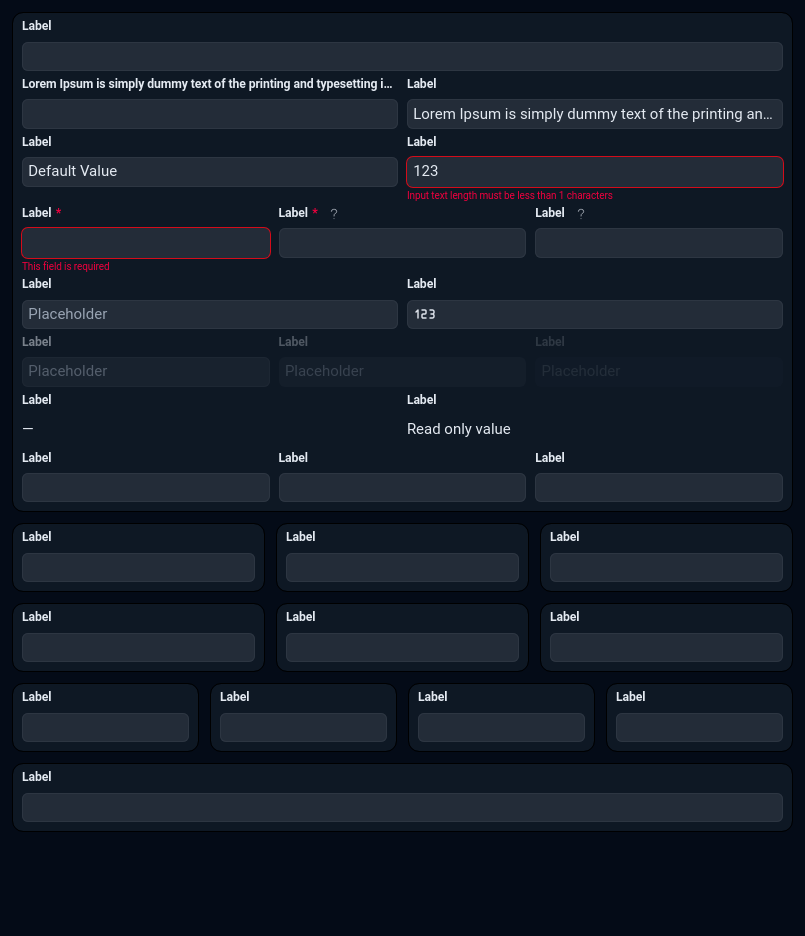 Label
Lorem Ipsum is simply dummy text of the printing and typesetting i… Label
Lorem Ipsum is simply dummy text of the printing an…
Label Label
Default Value 123
Input text length must be less than 1 characters
Label * Label * ? Label ?
This field is required
Label Label
Placeholder 123
Label Label Label
Placeholder Placeholder Placeholder
Label Label
— Read only value
Label Label Label
Label Label Label
Label Label Label
Label Label Label Label
Label